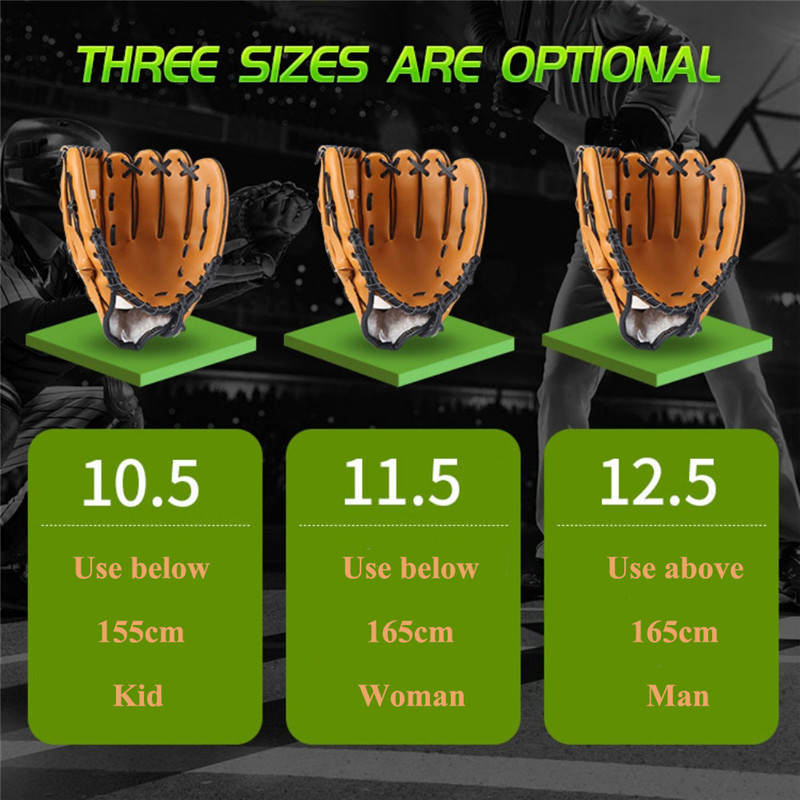 THREE SIZES ARE OPTIONAL
10.5
Use below
155cm
Kid
11.5
Use below
165cm
Woman
12.5
Use above
165cm
Man